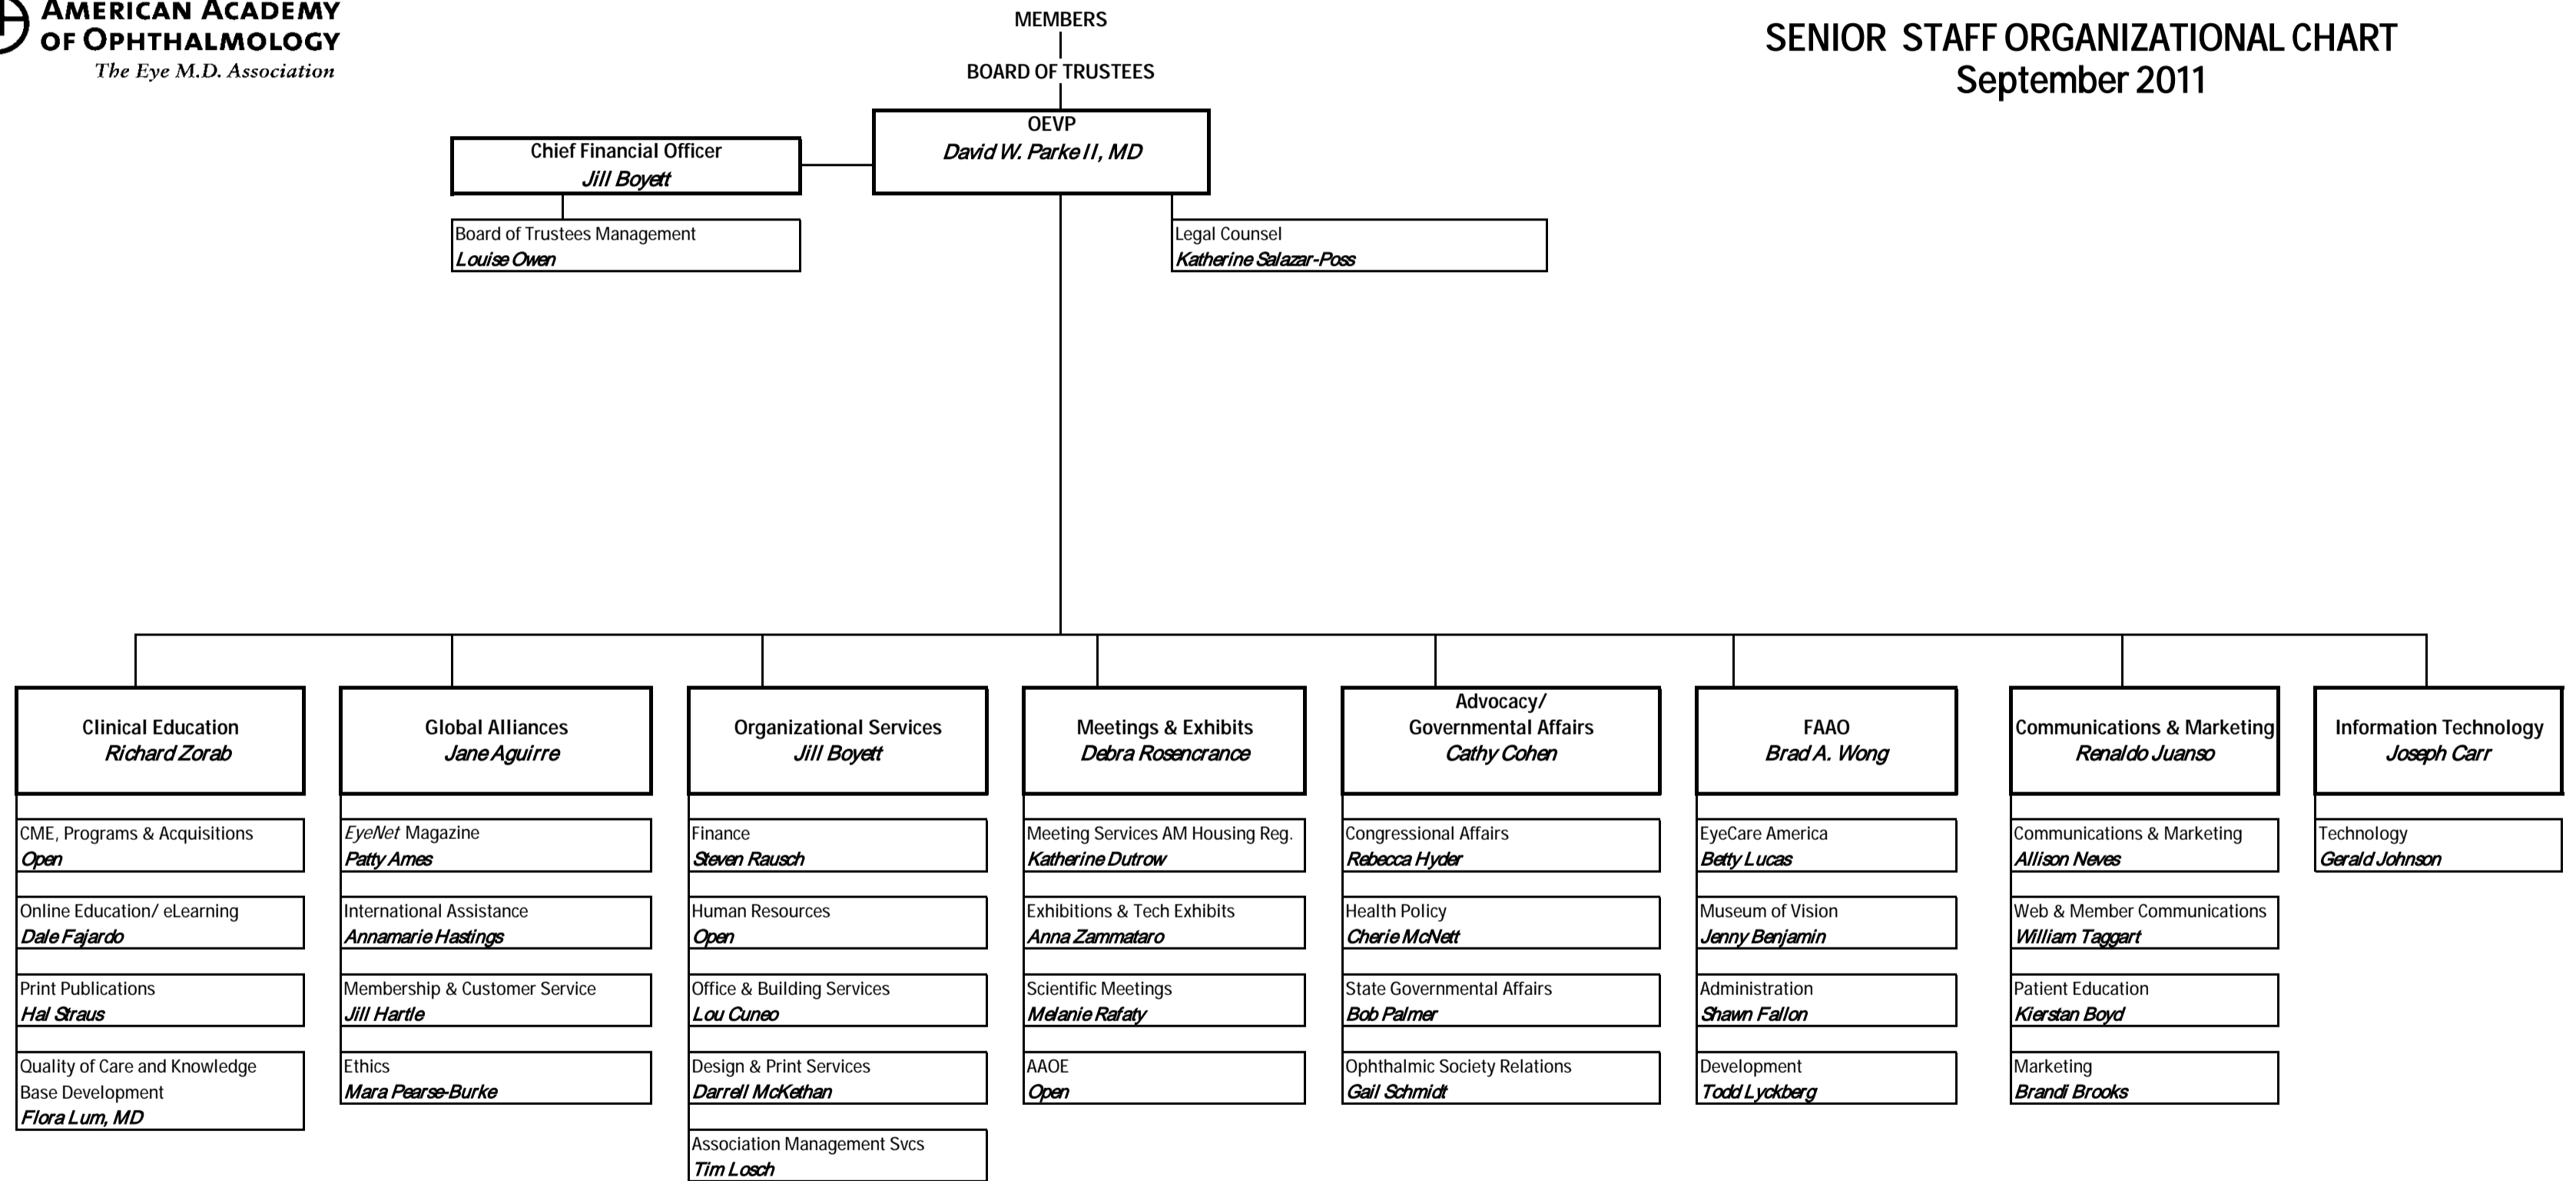 AMERICAN ACADEMY
OF OPHTHALMOLOGY
The Eye M.D. Association
MEMBERS
BOARD OF TRUSTEES
SENIOR STAFF ORGANIZATIONAL CHART
September 2011
OEVP
David W. Parke II, MD
Chief Financial Officer
Jill Boyett
Board of Trustees Management
Louise Owen
Legal Counsel
Katherine Salazar-Poss
Clinical Education
Richard Zorab
CME, Programs & Acquisitions
Open
Online Education/ eLearning
Dale Fajardo
Print Publications
Hal Straus
Quality of Care and Knowledge
Base Development
Flora Lum, MD
Global Alliances
Jane Aguirre
EyeNet Magazine
Patty Ames
International Assistance
Annamarie Hastings
Membership & Customer Service
Jill Hartle
Ethics
Mara Pearse-Burke
Organizational Services
Jill Boyett
Finance
Steven Rausch
Human Resources
Open
Office & Building Services
Lou Cuneo
Design & Print Services
Darrell McKethan
Association Management Svcs
Tim Losch
Meetings & Exhibits
Debra Rosencrance
Meeting Services AM Housing Reg.
Katherine Dutrow
Exhibitions & Tech Exhibits
Anna Zammataro
Scientific Meetings
Melanie Rafaty
AAOE
Open
Advocacy/
Governmental Affairs
Cathy Cohen
Congressional Affairs
Rebecca Hyder
Health Policy
Cherie McNett
State Governmental Affairs
Bob Palmer
Ophthalmic Society Relations
Gail Schmidt
FAAO
Brad A. Wong
EyeCare America
Betty Lucas
Museum of Vision
Jenny Benjamin
Administration
Shawn Fallon
Development
Todd Lyckberg
Communications & Marketing
Renaldo Juanso
Communications & Marketing
Allison Neves
Web & Member Communications
William Taggart
Patient Education
Kierstan Boyd
Marketing
Brandi Brooks
Information Technology
Joseph Carr
Technology
Gerald Johnson